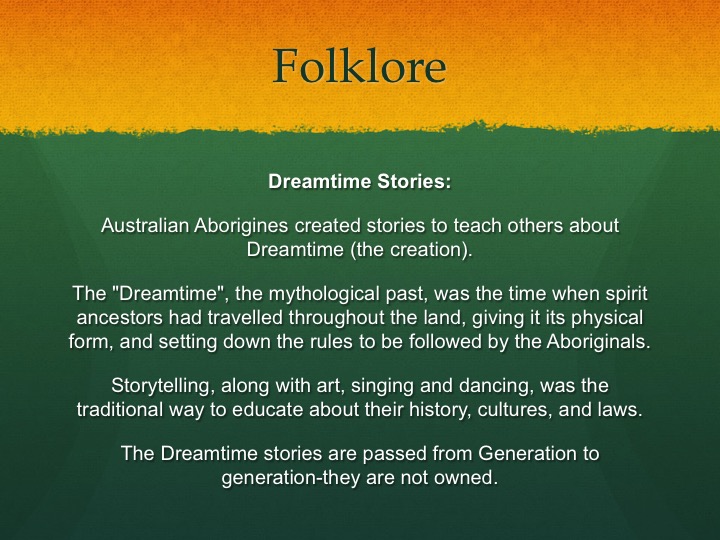 Folklore
Dreamtime Stories:
Australian Aborigines created stories to teach others about
Dreamtime (the creation).
The "Dreamtime", the mythological past, was the time when spirit
ancestors had travelled throughout the land, giving it its physical
form, and setting down the rules to be followed by the Aboriginals.
Storytelling, along with art, singing and dancing, was the
traditional way to educate about their history, cultures, and laws.
The Dreamtime stories are passed from Generation to
generation-they are not owned.